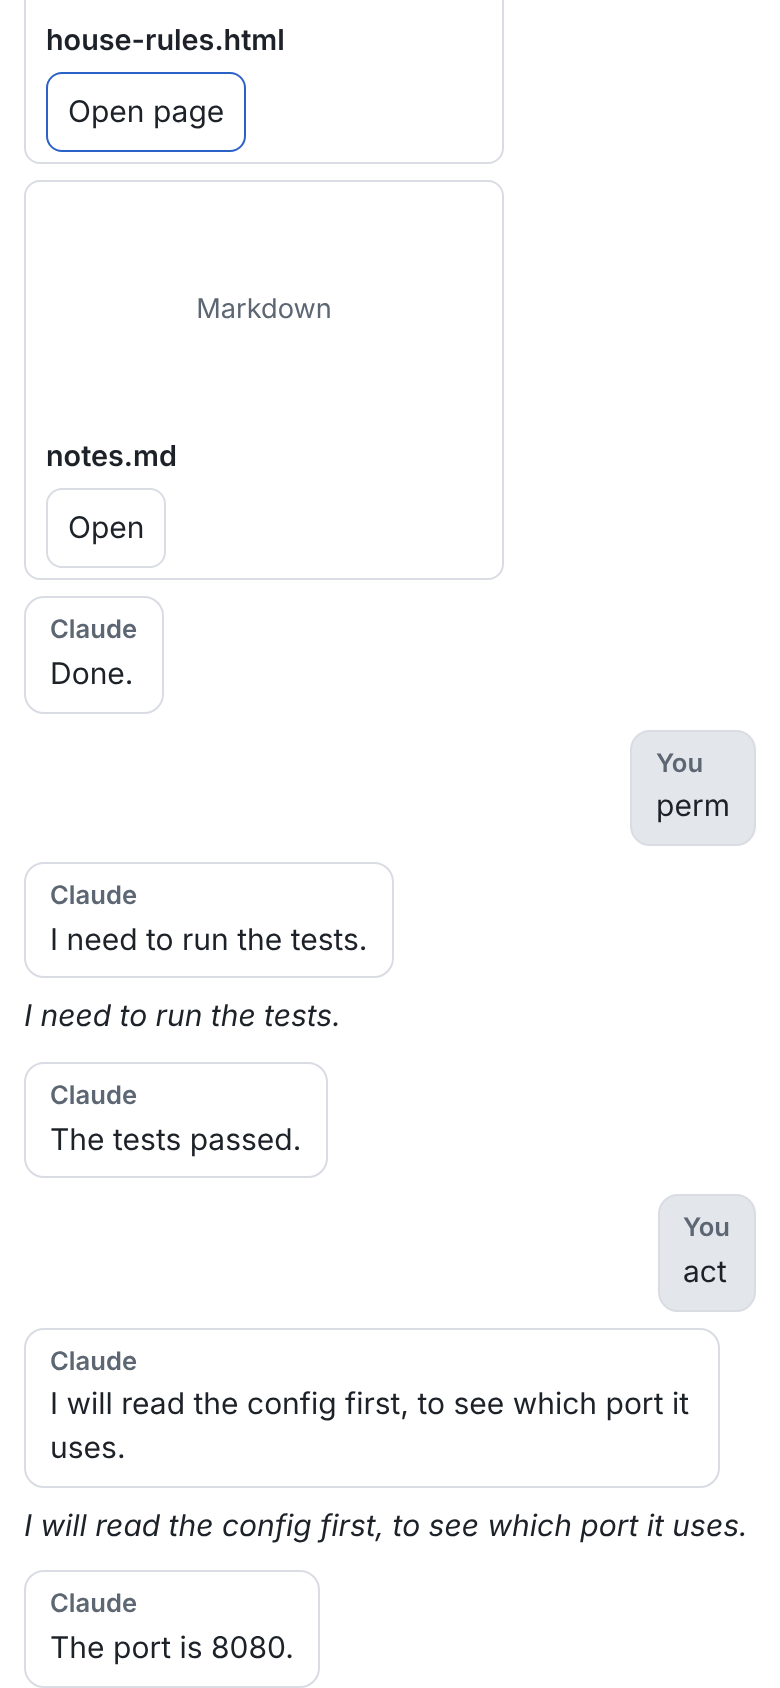 house-rules.html
Open page
Markdown
notes.md
Open
Claude
Done.
You
perm
Claude
I need to run the tests.
I need to run the tests.
Claude
The tests passed.
You
act
Claude
I will read the config first, to see which port it
uses.
I will read the config first, to see which port it uses.
Claude
The port is 8080.